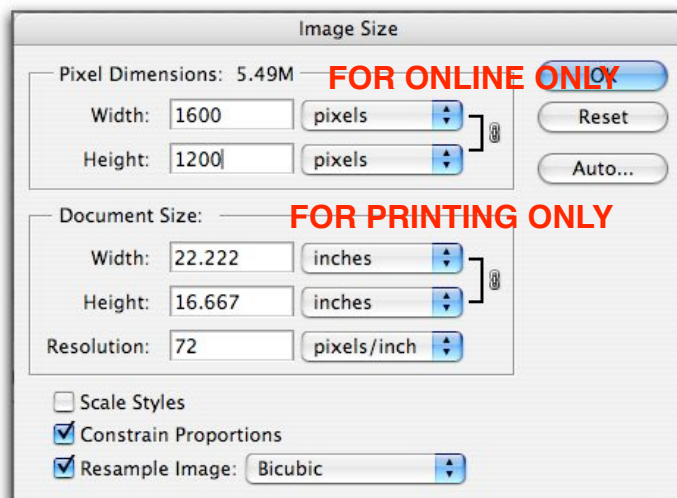 Image Size
Pixel Dimensions: 5.49M FOR ONLINE ONLY OK
Width: 1600 pixels
Reset
Height: 1200 pixels
Auto...
Document Size: FOR PRINTING ONLY
Width: 22.222 inches
Height: 16.667 inches
Resolution: 72 pixels/inch
Scale Styles
Constrain Proportions
Resample Image: Bicubic